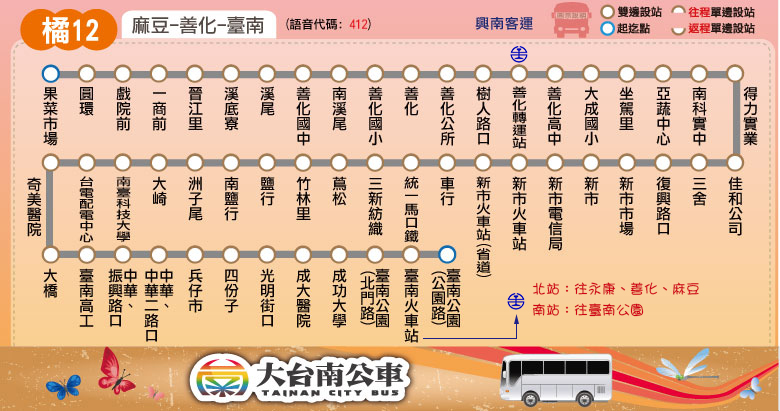 橘12
麻豆-善化-臺南
(語音代碼: 412)
興南客運
雙邊設站
起迄點
往程單邊設站
返程單邊設站
果菜市場
圓環
戲院前
一商前
晉江里
溪底寮
溪尾
善化國中
南溪尾
善化國小
善化
善化公所
樹人路口
善化轉運站
善化高中
大成國小
坐駕里
亞蔬中心
南科實中
得力實業
佳和公司
三舍
復興路口
新市市場
新市
新市電信局
新市火車站
新市火車站(省道)
車行
統一馬口鐵
三新紡織
蔦松
竹林里
鹽行
南鹽行
洲子尾
大崎
南臺科技大學
台電配電中心
奇美醫院
大橋
臺南高工
中華、
振興路口
中華、
中華二路口
兵仔市
四份子
光明街口
成大醫院
成功大學
臺南公園
(北門路)
臺南火車站
臺南公園
(公園路)
北站：往永康、善化、麻豆
南站：往臺南公園
大台南公車
TAINAN CITY BUS